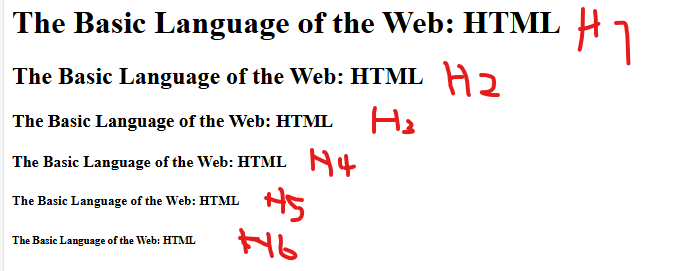 The Basic Language of the Web: HTML H1
The Basic Language of the Web: HTML H2
The Basic Language of the Web: HTML H3
The Basic Language of the Web: HTML H4
The Basic Language of the Web: HTML H5
The Basic Language of the Web: HTML H6